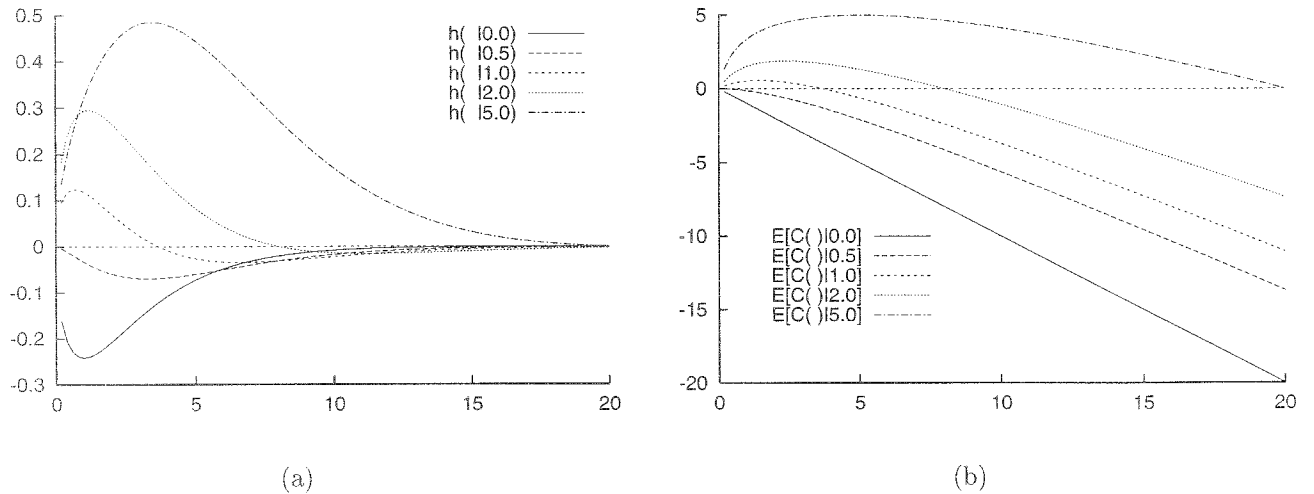 0.5
0.4
0.3
0.2
0.1
0
-0.1
-0.2
-0.3
0 5 10 15 20
h( |0.0)
h( |0.5)
h( |1.0)
h( |2.0)
h( |5.0)
(a)
5
0
-5
-10
-15
-20
0 5 10 15 20
E[C( )|0.0]
E[C( )|0.5]
E[C( )|1.0]
E[C( )|2.0]
E[C( )|5.0]
(b)